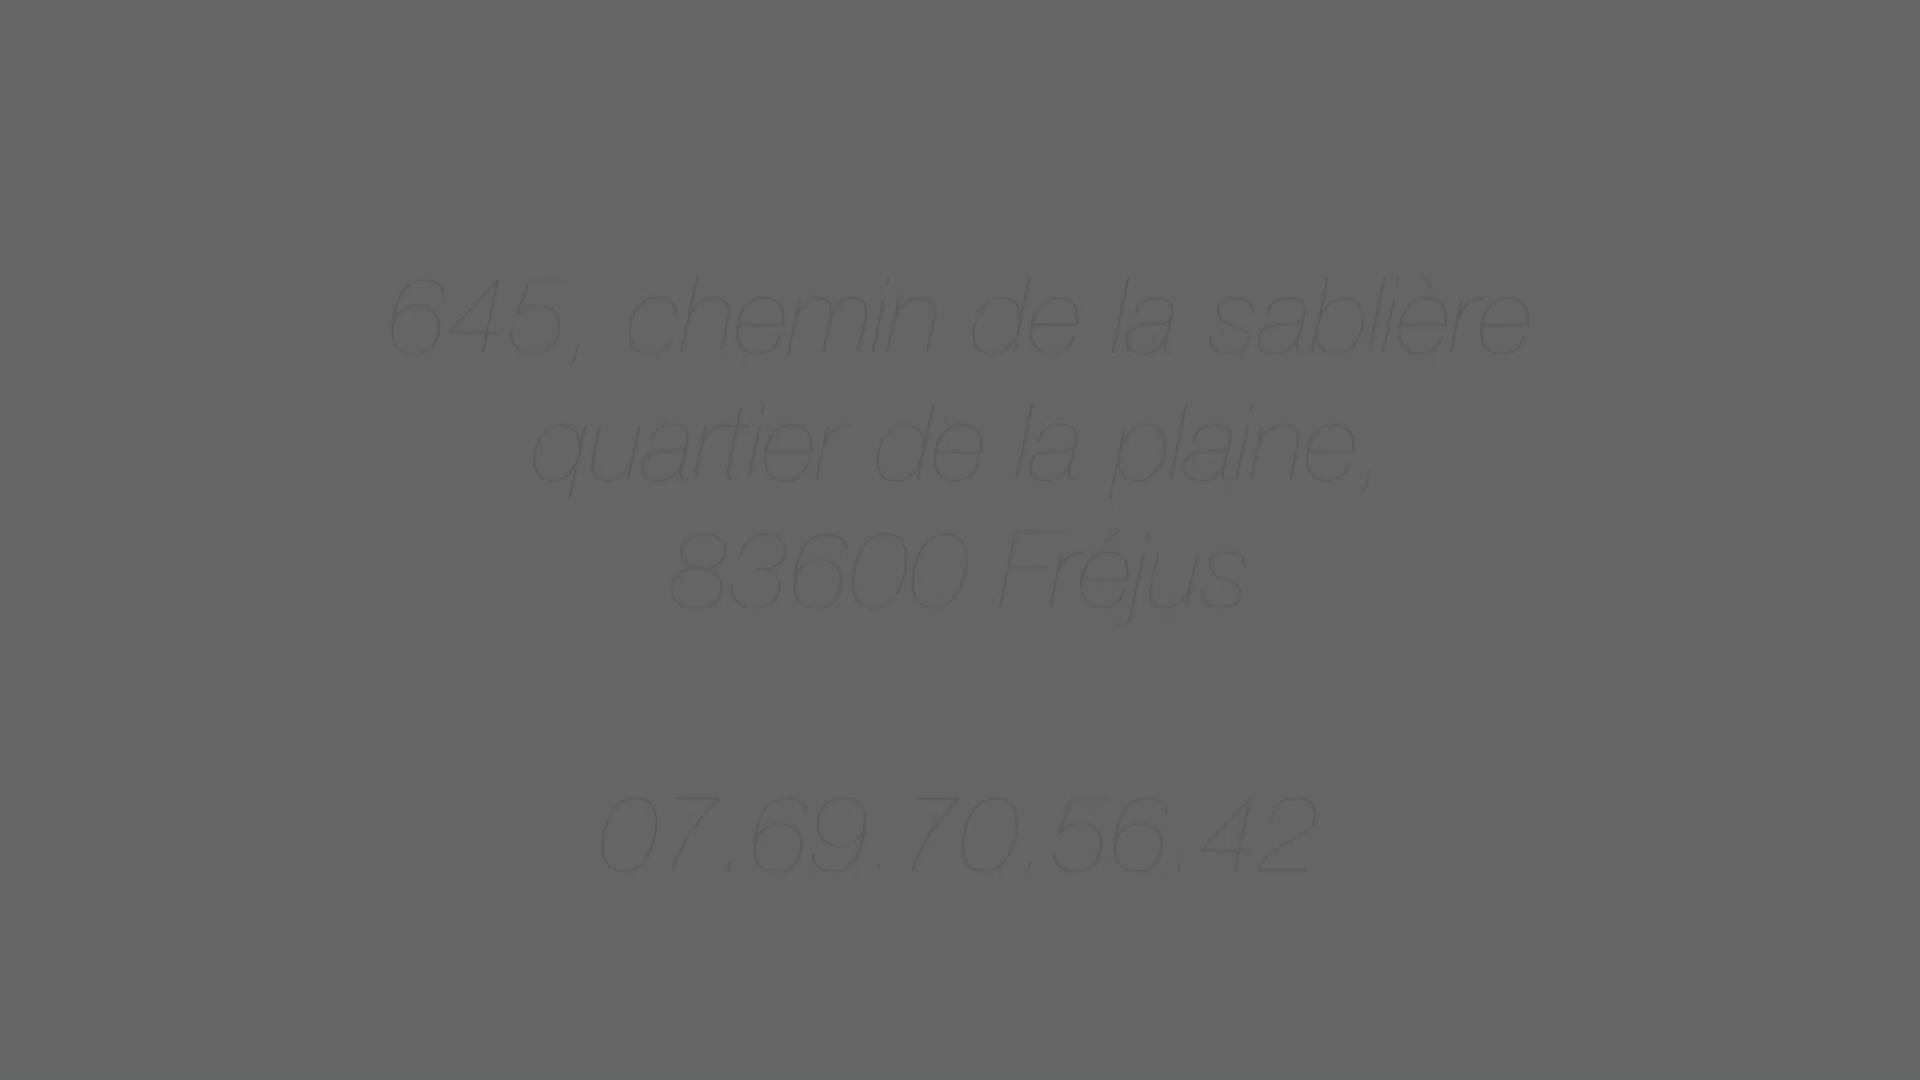 645, chemin de la sablière
quartier de la plaine,
83600 Fréjus
07.69.70.56.42